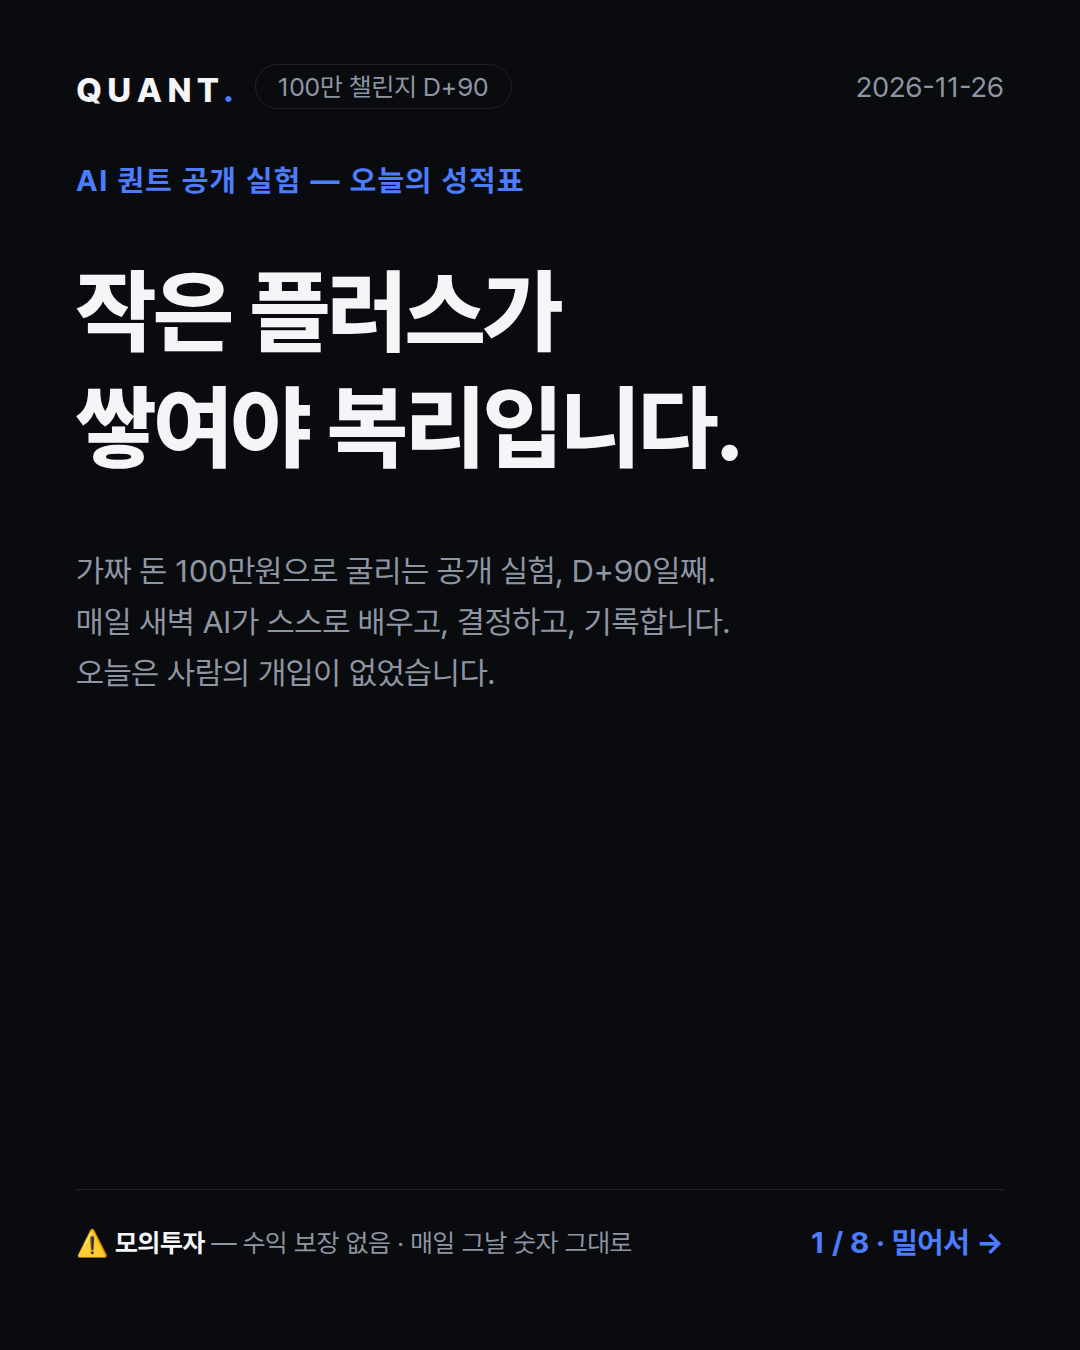 QUANT. 100만 챌린지 D+90 2026-11-26
AI 퀀트 공개 실험 — 오늘의 성적표
작은 플러스가
쌓여야 복리입니다.
가짜 돈 100만원으로 굴리는 공개 실험, D+90일째.
매일 새벽 AI가 스스로 배우고, 결정하고, 기록합니다.
오늘은 사람의 개입이 없었습니다.
⚠️ 모의투자 — 수익 보장 없음 · 매일 그날 숫자 그대로 1 / 8 · 밀어서 →